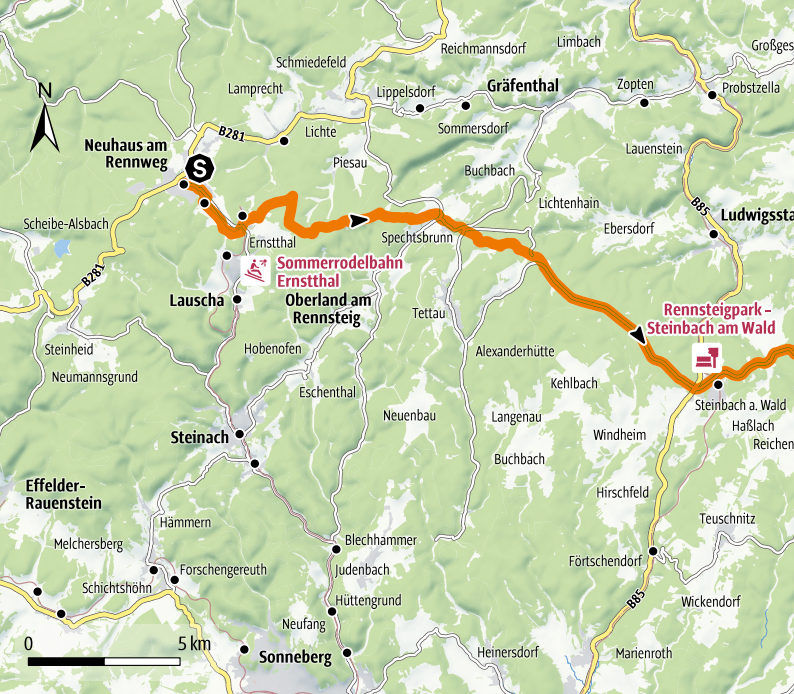 Reichmannsdorf
Limbach
Großges
Schmiedefeld
Lamprecht
Lippelsdorf
Gräfenthal
Zopten
Probstzella
N
Sommersdorf
B281
Lichte
Neuhaus am
Rennweg
S
Piesau
Buchbach
Lauenstein
Lichtenhain
B85
Ludwigssta
Scheibe-Alsbach
Ebersdorf
Spechtsbrunn
Ernstthal
B281
Sommerrodelbahn
Ernstthal
Lauscha
Oberland am
Rennsteig
Tettau
Rennsteigpark –
Steinbach am Wald
Steinheid
Hobenofen
Alexanderhütte
Neumannsgrund
Eschenthal
Kehlbach
Steinbach a. Wald
Neuenbau
Langenau
Haßlach
Steinach
Windheim
Reichen
Buchbach
Effelder-
Rauenstein
Hirschfeld
Hämmern
Teuschnitz
Melchersberg
Blechhammer
Förtschendorf
Forschengereuth
Judenbach
Schichtshöhn
Hüttengrund
B85
Wickendorf
Neufang
0
5 km
Sonneberg
Heinersdorf
Marienroth